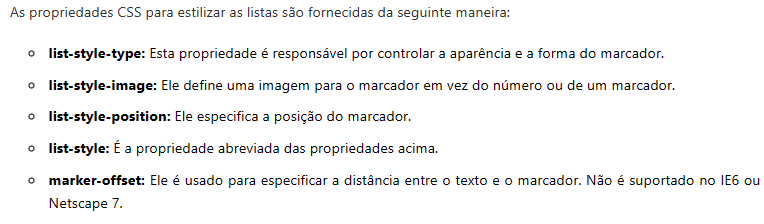 As propriedades CSS para estilizar as listas são fornecidas da seguinte maneira:
list-style-type: Esta propriedade é responsável por controlar a aparência e a forma do marcador.
list-style-image: Ele define uma imagem para o marcador em vez do número ou de um marcador.
list-style-position: Ele especifica a posição do marcador.
list-style: É a propriedade abreviada das propriedades acima.
marker-offset: Ele é usado para especificar a distância entre o texto e o marcador. Não é suportado no IE6 ou
Netscape 7.